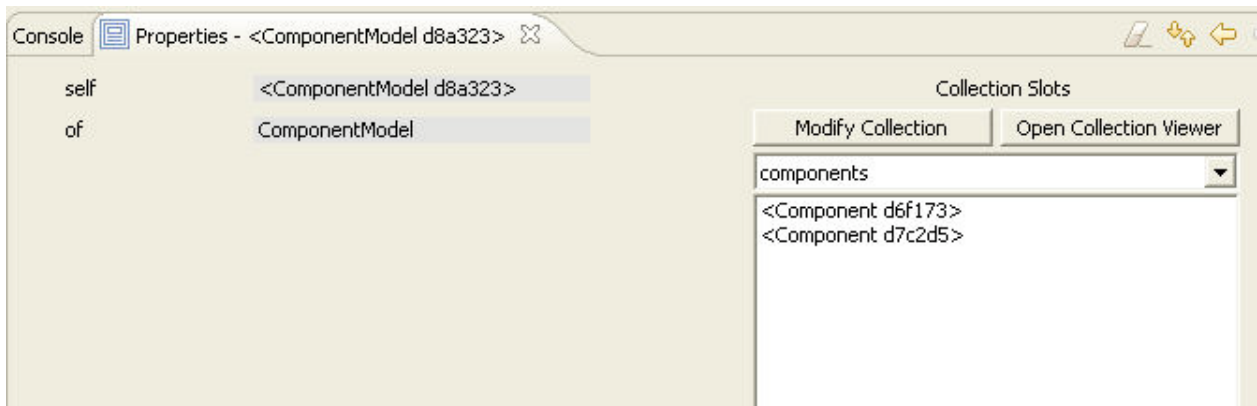 Console Properties - <ComponentModel d8a323>
self <ComponentModel d8a323>
of ComponentModel
Collection Slots
Modify Collection Open Collection Viewer
components
<Component d6f173>
<Component d7c2d5>